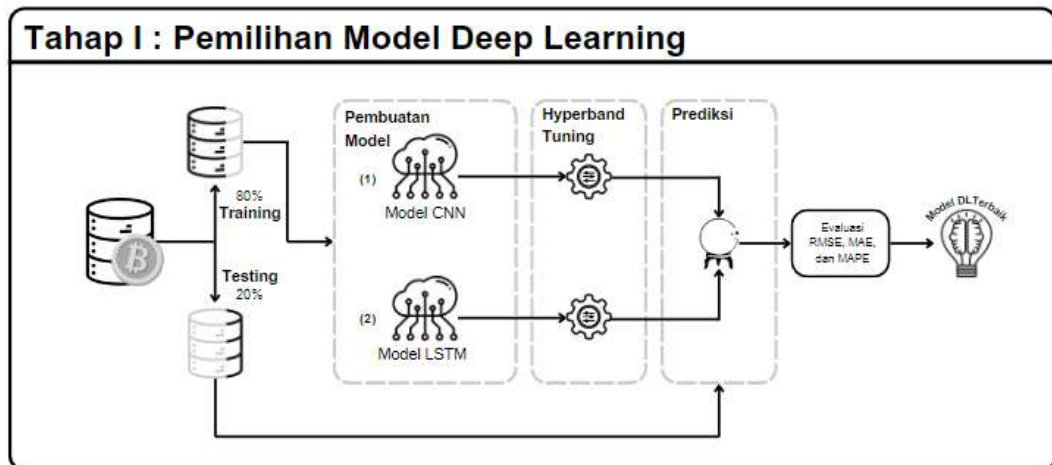 Tahap I : Pemilihan Model Deep Learning
80%
Training
Testing
20%
Pembuatan
Model
(1)
Model CNN
(2)
Model LSTM
Hyperband
Tuning
Prediksi
Evaluasi
RMSE, MAE,
dan MAPE
Model DLTerbaik